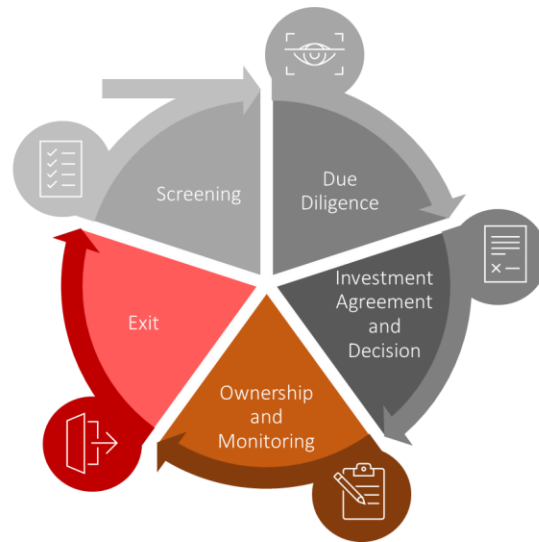 Screening
Due
Diligence
Investment
Agreement
and
Decision
Ownership
and
Monitoring
Exit